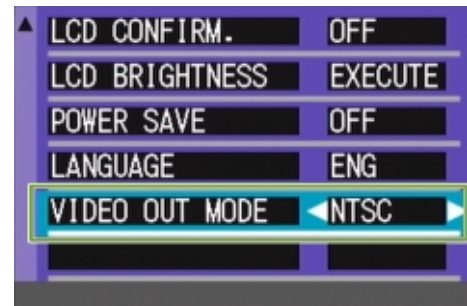 LCD CONFIRM. OFF
LCD BRIGHTNESS EXECUTE
POWER SAVE OFF
LANGUAGE ENG
VIDEO OUT MODE NTSC